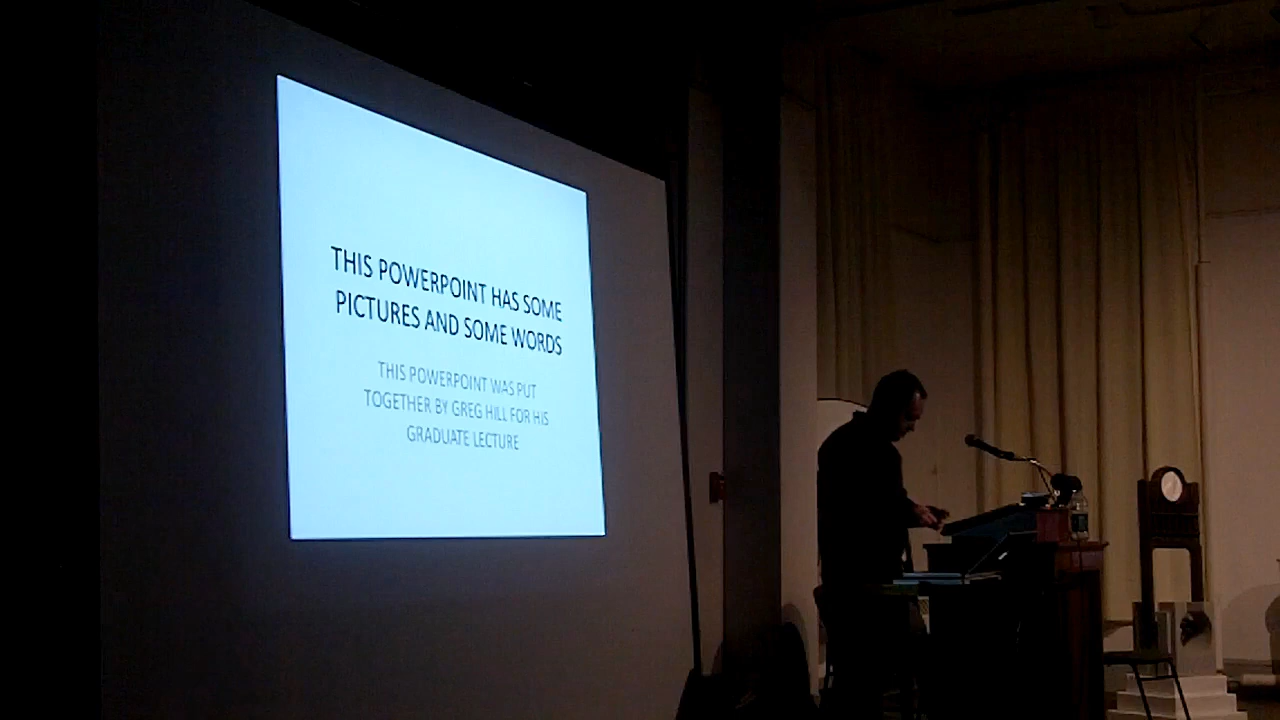 THIS POWERPOINT HAS SOME
PICTURES AND SOME WORDS
THIS POWERPOINT WAS PUT
TOGETHER BY GREG HILL FOR HIS
GRADUATE LECTURE